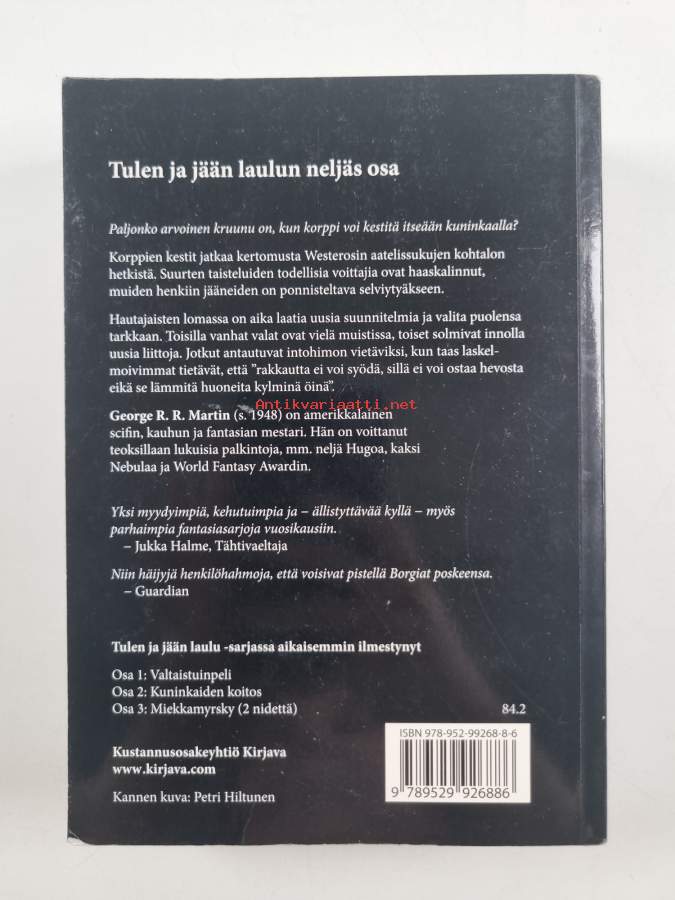 Tulen ja jään laulun neljäs osa
Paljonko arvoinen kruunu on, kun korppi voi kestitä itseään kuninkaalla?
Korppien kestit jatkaa kertomusta Westerosin aatelissukujen kohtalon
hetkistä. Suurten taisteluiden todellisia voittajia ovat haaskalinnut,
muiden henkiin jääneiden on ponnisteltava selviytyäkseen.
Hautajaisten lomassa on aika laatia uusia suunnitelmia ja valita puolensa
tarkkaan. Toisilla vanhat valat ovat vielä muistissa, toiset solmivat innolla
uusia liittoja. Jotkut antautuvat intohimon vietäviksi, kun taas laskel-
moivimmat tietävät, että ”rakkautta ei voi syödä, sillä ei voi ostaa hevosta
eikä se lämmitä huoneita kylminä öinä”.
Antikvariaatti.net
George R. R. Martin (s. 1948) on amerikkalainen
scifin, kauhun ja fantasian mestari. Hän on voittanut
teoksillaan lukuisia palkintoja, mm. neljä Hugoa, kaksi
Nebulaa ja World Fantasy Awardin.
Yksi myydyimpiä, kehutuimpia ja – ällistyttävää kyllä – myös
parhaimpia fantasiasarjoja vuosikausiin.
– Jukka Halme, Tähtivaeltaja
Niin häijyjä henkilöhahmoja, että voisivat pistellä Borgiat poskeensa.
– Guardian
Tulen ja jään laulu -sarjassa aikaisemmin ilmestynyt
Osa 1: Valtaistuinpeli
Osa 2: Kuninkaiden koitos
Osa 3: Miekkamyrsky (2 nidettä)
84.2
ISBN 978-952-99268-8-6
9 789529 926886
Kustannusosakeyhtiö Kirjava
www.kirjava.com
Kannen kuva: Petri Hiltunen